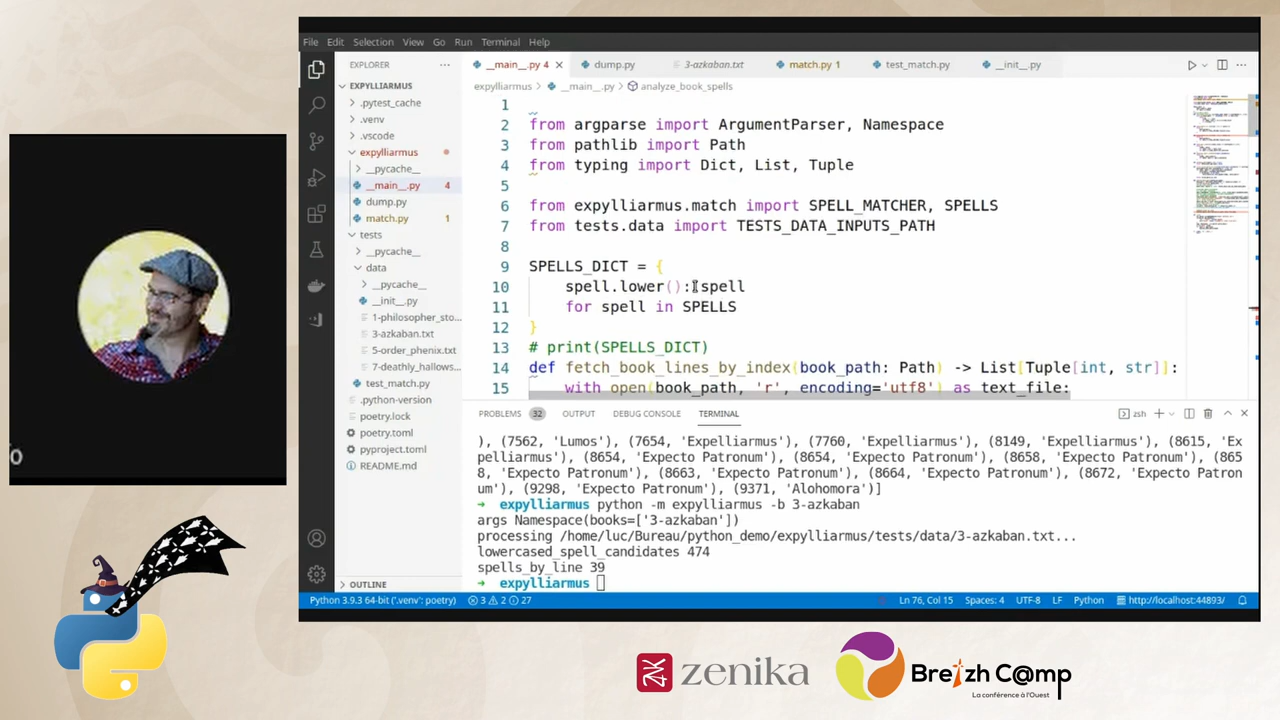 File Edit Selection View Go Run Terminal Help
EXPLORER ···
EXPYLLIARMUS
.pytest_cache
.venv
.vscode
expylliarmus
__pycache__
__main__.py 4
dump.py
match.py 1
tests
__pycache__
data
__pycache__
__init__.py
1-philosopher_sto...
3-azkaban.txt
5-order_phenix.txt
7-deathly_hallows...
test_match.py
.python-version
poetry.lock
poetry.toml
pyproject.toml
README.md
OUTLINE
__main__.py 4 dump.py 3-azkaban.txt match.py 1 test_match.py __init__.py
expylliarmus > __main__.py > analyze_book_spells
1
2 from argparse import ArgumentParser, Namespace
3 from pathlib import Path
4 from typing import Dict, List, Tuple
5
6 from expylliarmus.match import SPELL_MATCHER, SPELLS
7 from tests.data import TESTS_DATA_INPUTS_PATH
8
9 SPELLS_DICT = {
10 spell.lower(): spell
11 for spell in SPELLS
12 }
13 # print(SPELLS_DICT)
14 def fetch_book_lines_by_index(book_path: Path) -> List[Tuple[int, str]]:
15 with open(book_path, 'r', encoding='utf8') as text_file:
PROBLEMS 32 OUTPUT DEBUG CONSOLE TERMINAL zsh
), (7562, 'Lumos'), (7654, 'Expelliarmus'), (7760, 'Expelliarmus'), (8149, 'Expelliarmus'), (8615, 'Ex
pelliarmus'), (8654, 'Expecto Patronum'), (8654, 'Expecto Patronum'), (8658, 'Expecto Patronum'), (865
8, 'Expecto Patronum'), (8663, 'Expecto Patronum'), (8664, 'Expecto Patronum'), (8672, 'Expecto Patron
um'), (9298, 'Expecto Patronum'), (9371, 'Alohomora')]
➜ expylliarmus python -m expylliarmus -b 3-azkaban
args Namespace(books=['3-azkaban'])
processing /home/luc/Bureau/python_demo/expylliarmus/tests/data/3-azkaban.txt...
lowercased_spell_candidates 474
spells_by_line 39
➜ expylliarmus
Python 3.9.3 64-bit ('.venv': poetry) 3 2 27 Ln 76, Col 15 Spaces: 4 UTF-8 LF Python http://localhost:44893/
zenika
Breizh C@mp
La conférence à l'Ouest